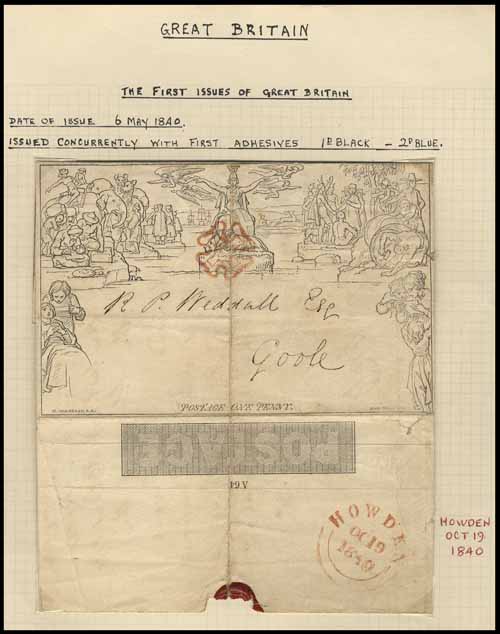 GREAT BRITAIN
THE FIRST ISSUES OF GREAT BRITAIN
DATE OF ISSUE 6 MAY 1840.
ISSUED CONCURRENTLY WITH FIRST ADHESIVES 1D BLACK – 2D BLUE.
R P. Weddall Esq
Goole
W. MULREADY, R.A.
POSTAGE ONE PENNY.
POSTAGE
19 V
HOWDEN
OC 19
1840
HOWDEN
OCT 19
1840